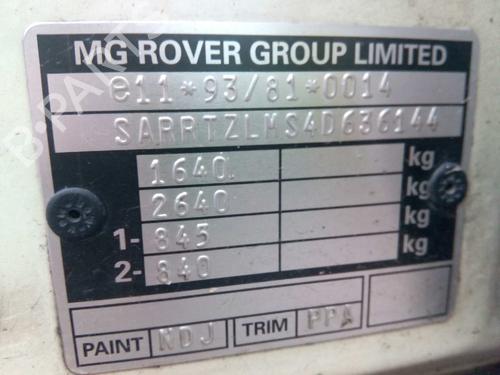 MG ROVER GROUP LIMITED
e11*93/81*0014
SARRTZLMS4D636144
1640 kg
2640 kg
1- 845 kg
2- 840 kg
PAINT NDJ TRIM PPA
B-PARTS